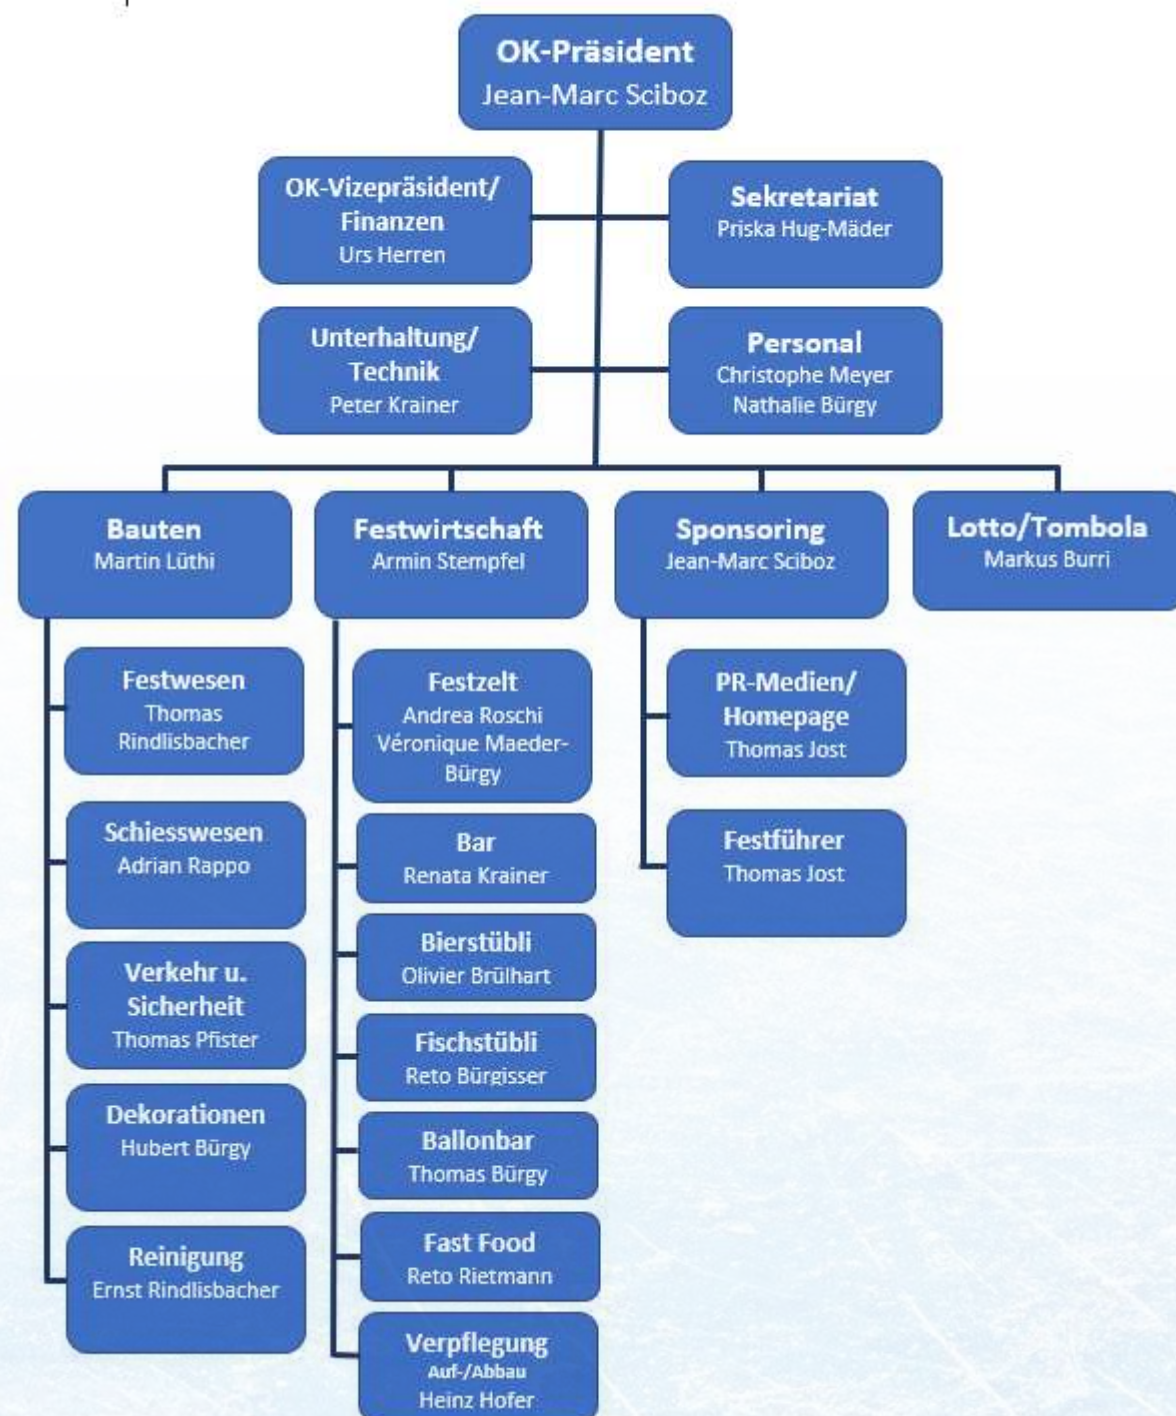 OK-Präsident
Jean-Marc Sciboz
OK-Vizepräsident/
Finanzen
Urs Herren
Sekretariat
Priska Hug-Mäder
Unterhaltung/
Technik
Peter Krainer
Personal
Christophe Meyer
Nathalie Bürgy
Bauten
Martin Lüthi
Festwirtschaft
Armin Stempfel
Sponsoring
Jean-Marc Sciboz
Lotto/Tombola
Markus Burri
Festwesen
Thomas
Rindlisbacher
Schiesswesen
Adrian Rappo
Verkehr u.
Sicherheit
Thomas Pfister
Dekorationen
Hubert Bürgy
Reinigung
Ernst Rindlisbacher
Festzelt
Andrea Roschi
Véronique Maeder-
Bürgy
Bar
Renata Krainer
Bierstübli
Olivier Brülhart
Fischstübli
Reto Bürgisser
Ballonbar
Thomas Bürgy
Fast Food
Reto Rietmann
Verpflegung
Auf-/Abbau
Heinz Hofer
PR-Medien/
Homepage
Thomas Jost
Festführer
Thomas Jost